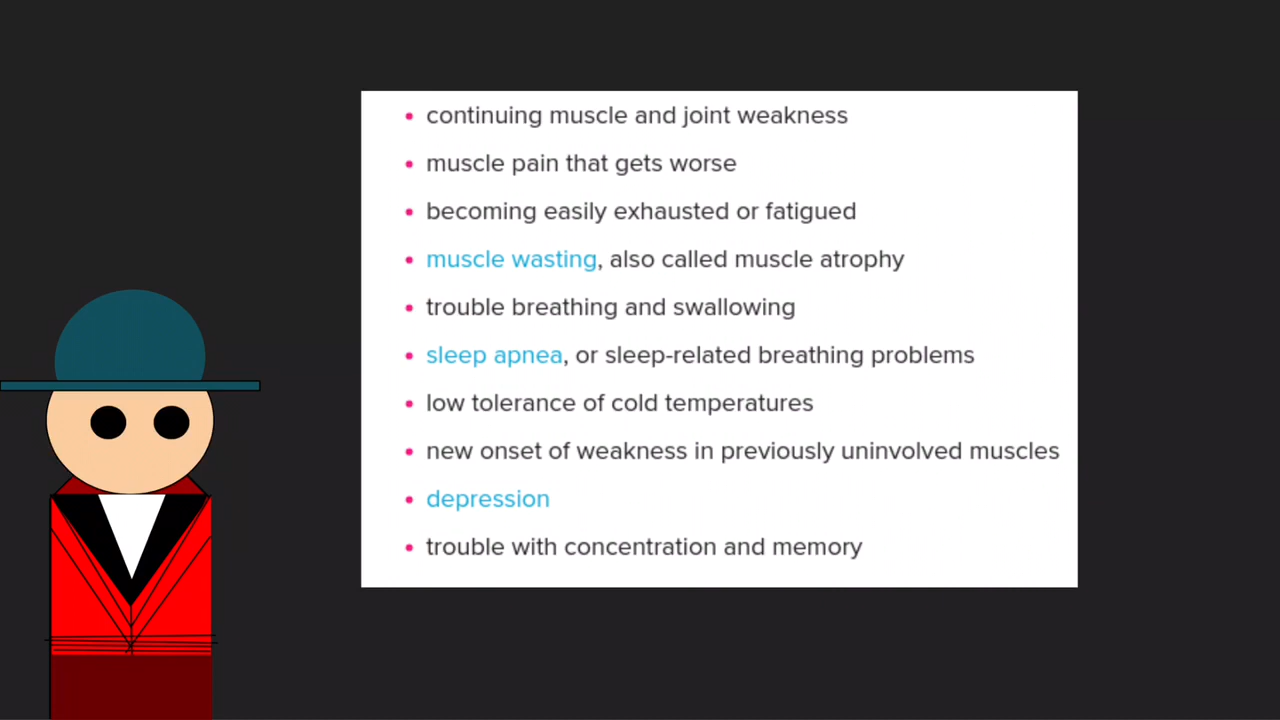 continuing muscle and joint weakness
muscle pain that gets worse
becoming easily exhausted or fatigued
muscle wasting, also called muscle atrophy
trouble breathing and swallowing
sleep apnea, or sleep-related breathing problems
low tolerance of cold temperatures
new onset of weakness in previously uninvolved muscles
depression
trouble with concentration and memory